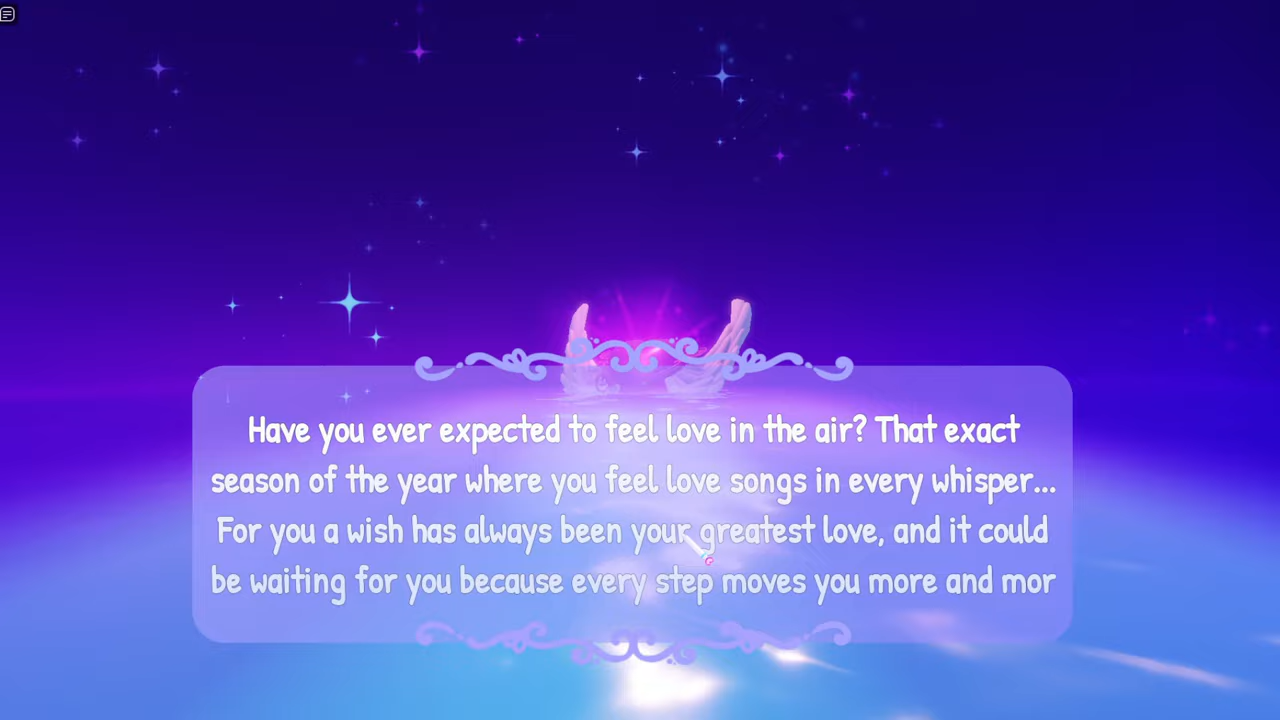 Have you ever expected to feel love in the air? That exact
season of the year where you feel love songs in every whisper...
For you a wish has always been your greatest love, and it could
be waiting for you because every step moves you more and mor